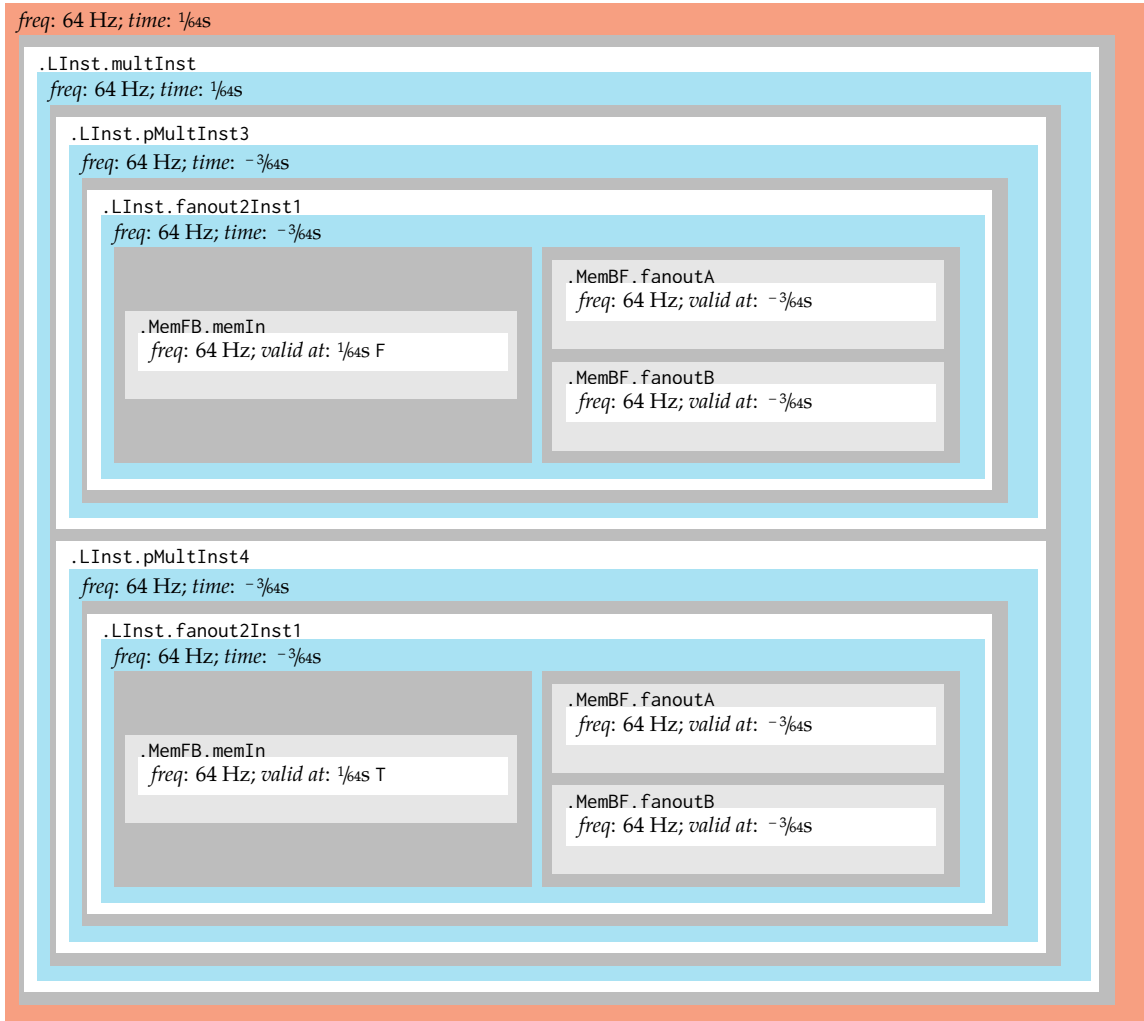 freq: 64 Hz; time: 1/64s
.LInst.multInst
freq: 64 Hz; time: 1/64s
.LInst.pMultInst3
freq: 64 Hz; time: −3/64s
.LInst.fanout2Inst1
freq: 64 Hz; time: −3/64s
.MemFB.memIn
freq: 64 Hz; valid at: 1/64s F
.MemBF.fanoutA
freq: 64 Hz; valid at: −3/64s
.MemBF.fanoutB
freq: 64 Hz; valid at: −3/64s
.LInst.pMultInst4
freq: 64 Hz; time: −3/64s
.LInst.fanout2Inst1
freq: 64 Hz; time: −3/64s
.MemFB.memIn
freq: 64 Hz; valid at: 1/64s T
.MemBF.fanoutA
freq: 64 Hz; valid at: −3/64s
.MemBF.fanoutB
freq: 64 Hz; valid at: −3/64s